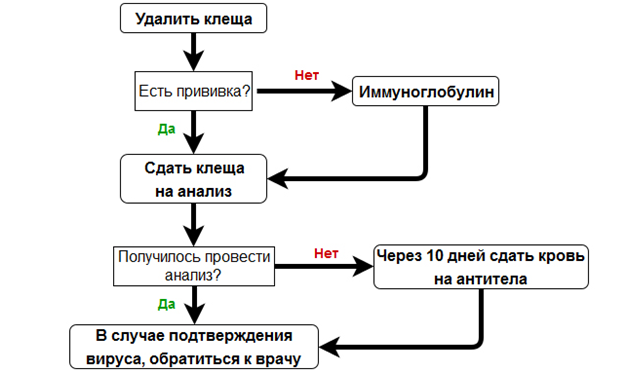 Удалить клеща
Есть прививка?
Нет
Иммуноглобулин
Да
Сдать клеща
на анализ
Получилось провести
анализ?
Нет
Через 10 дней сдать кровь
на антитела
Да
В случае подтверждения
вируса, обратиться к врачу